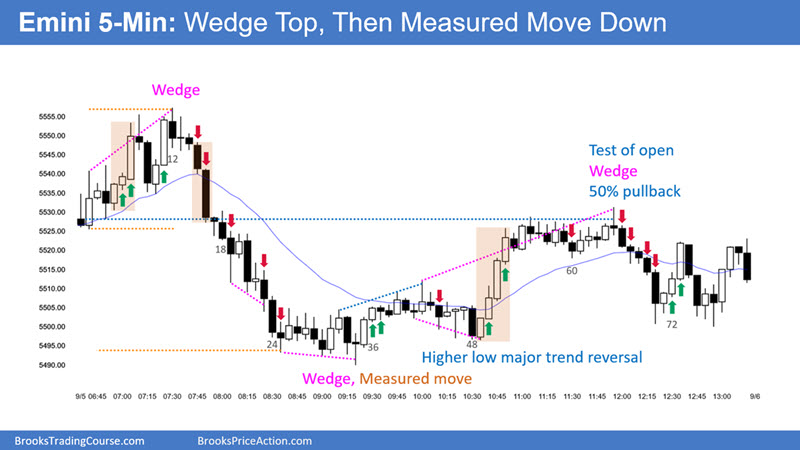 Emini 5-Min: Wedge Top, Then Measured Move Down
Wedge
5555.00
5550.00
5545.00
5540.00
5535.00
5530.00
5525.00
5520.00
5515.00
5510.00
5505.00
5500.00
5495.00
5490.00
12
18
24
36
48
60
72
Test of open
Wedge
50% pullback
Higher low major trend reversal
Wedge, Measured move
9/5 06:45 07:00 07:15 07:30 07:45 08:00 08:15 08:30 08:45 09:00 09:15 09:30 09:45 10:00 10:15 10:30 10:45 11:00 11:15 11:30 11:45 12:00 12:15 12:30 12:45 13:00 9/6
BrooksTradingCourse.com BrooksPriceAction.com